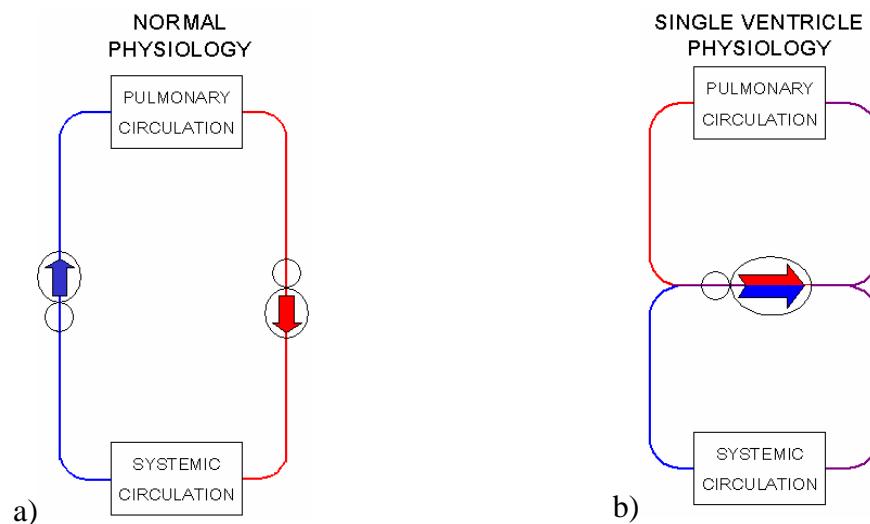 NORMAL
PHYSIOLOGY
PULMONARY
CIRCULATION
SYSTEMIC
CIRCULATION
a)
SINGLE VENTRICLE
PHYSIOLOGY
PULMONARY
CIRCULATION
SYSTEMIC
CIRCULATION
b)